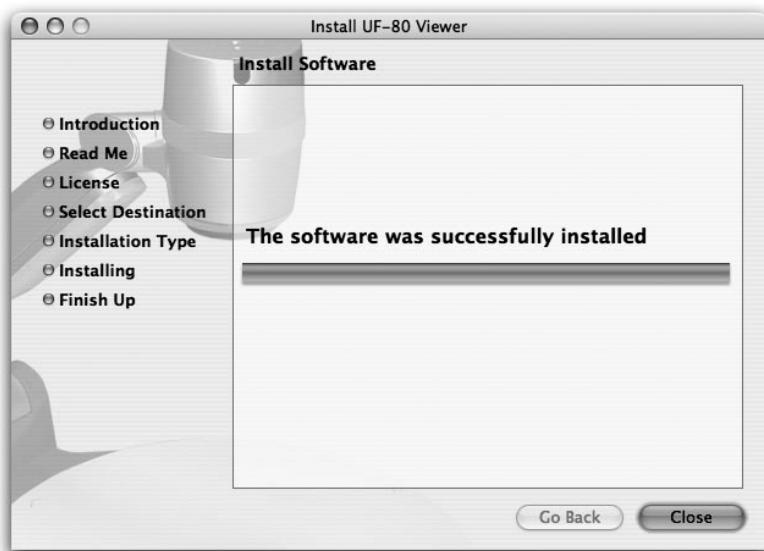 Install UF-80 Viewer
Install Software
Introduction
Read Me
License
Select Destination
Installation Type
Installing
Finish Up
The software was successfully installed
Go Back
Close